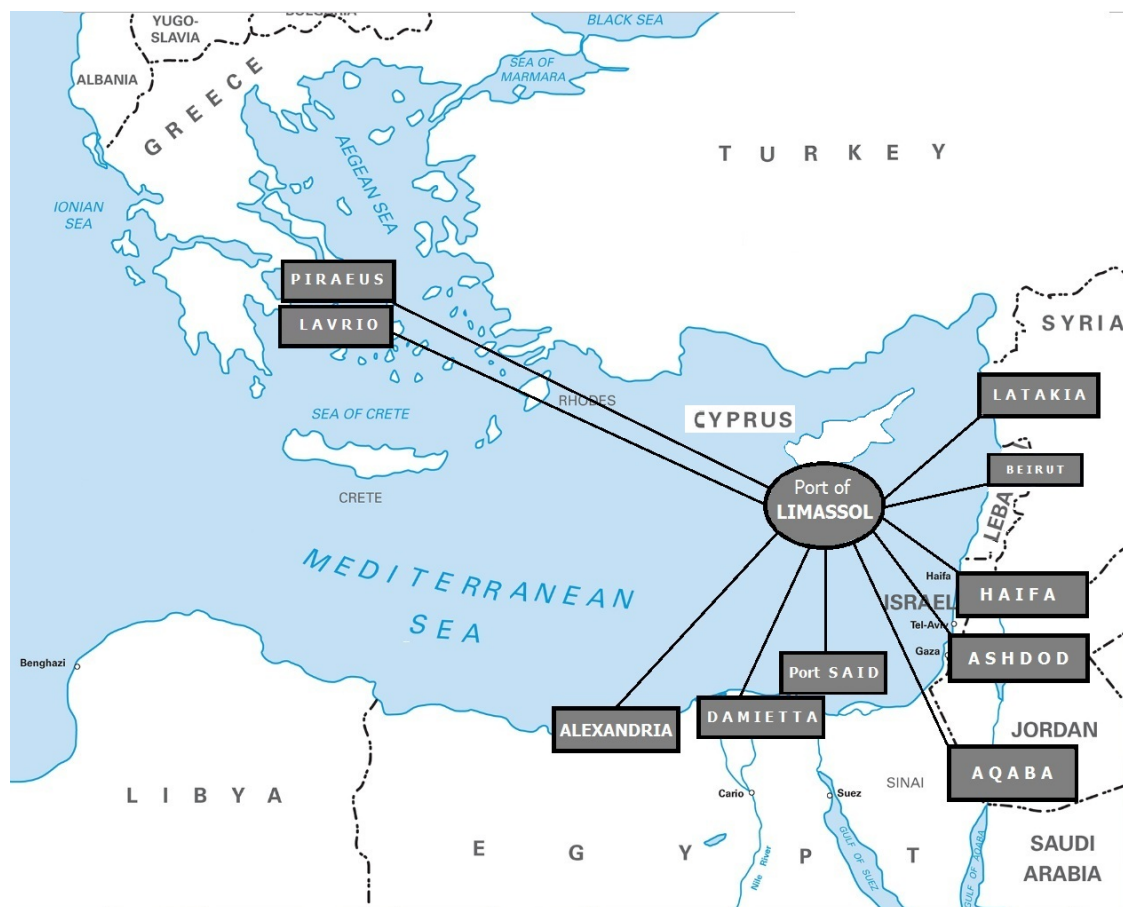 BULGARIA
YUGO-
SLAVIA
BLACK SEA
SEA OF
MARMARA
ALBANIA
GREECE
TURKEY
AEGEAN SEA
IONIAN
SEA
PIRAEUS
LAVRIO
SYRIA
LATAKIA
RHODES
SEA OF CRETE
CYPRUS
BEIRUT
Port of
LIMASSOL
CRETE
LEBA
MEDITERRANEAN
SEA
Haifa
HAIFA
ISRAEL
Tel-Aviv
Gaza
ASHDOD
Benghazi
Port SAID
DAMIETTA
ALEXANDRIA
JORDAN
AQABA
SINAI
LIBYA
Cario
Suez
EGYPT
Nile River
GULF OF SUEZ
GULF OF AQABA
SAUDI
ARABIA